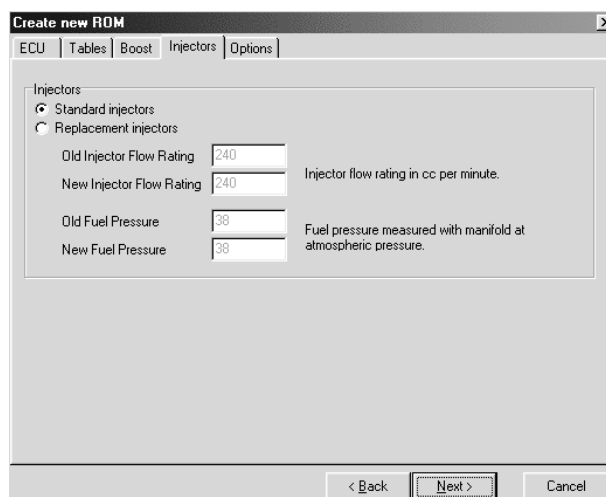 Create new ROM
ECU Tables Boost Injectors Options
Injectors
Standard injectors
Replacement injectors
Old Injector Flow Rating 240
New Injector Flow Rating 240
Injector flow rating in cc per minute.
Old Fuel Pressure 38
New Fuel Pressure 38
Fuel pressure measured with manifold at
atmospheric pressure.
< Back Next > Cancel